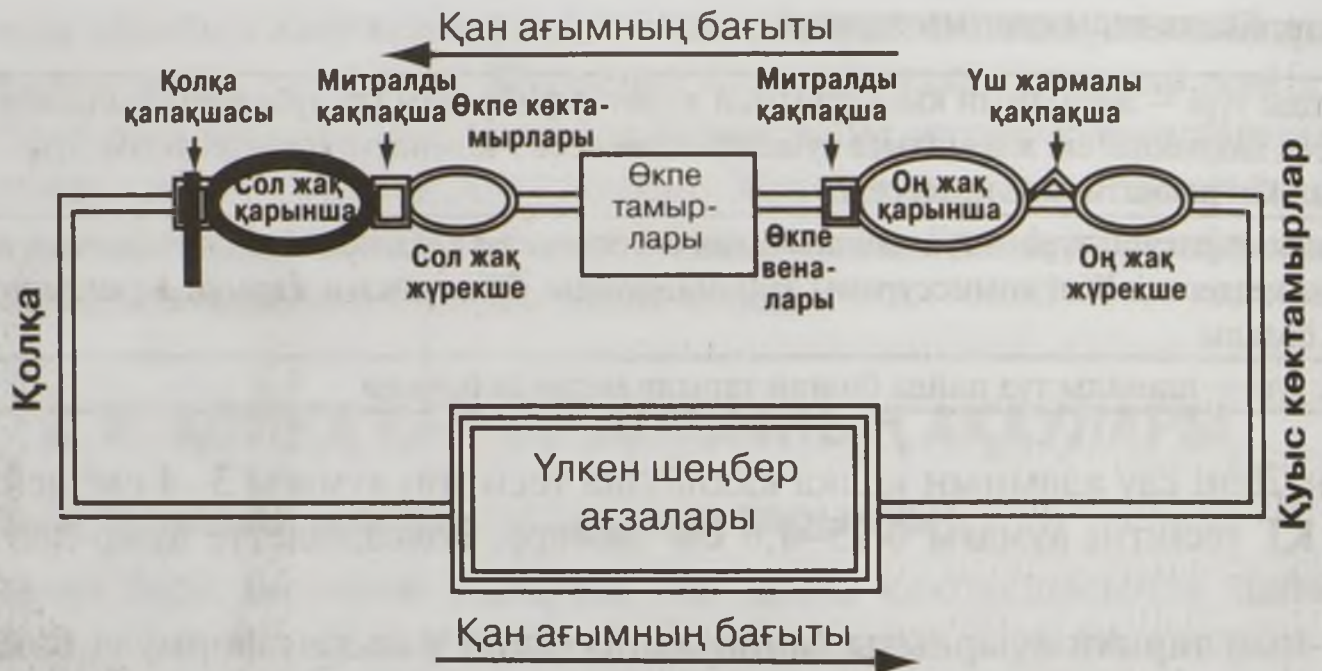 Қан ағымның бағыты
Қолқа
қапақшасы
Митралды
қақпақша
Өкпе көкта-
мырлары
Митралды
қақпақша
Үш жармалы
қақпақша
Сол жақ
қарынша
Өкпе
тамыр-
лары
Оң жақ
қарынша
Сол жақ
жүрекше
Өкпе
вена-
лары
Оң жақ
жүрекше
Қолқа
Қуыс көктамырлар
Үлкен шеңбер
ағзалары
Қан ағымның бағыты